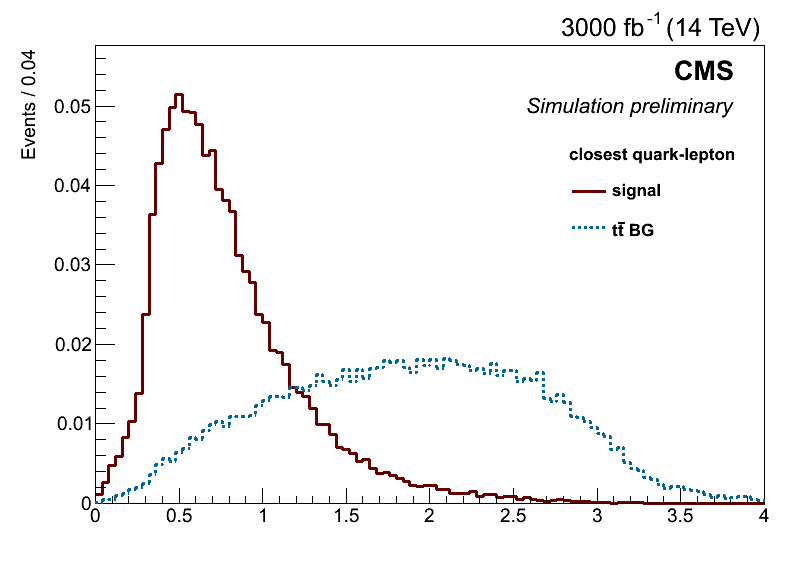 3000 fb⁻¹ (14 TeV)
CMS
Simulation preliminary
closest quark-lepton
signal
tt̄ BG
Events / 0.04
0.05
0.04
0.03
0.02
0.01
0
0 0.5 1 1.5 2 2.5 3 3.5 4